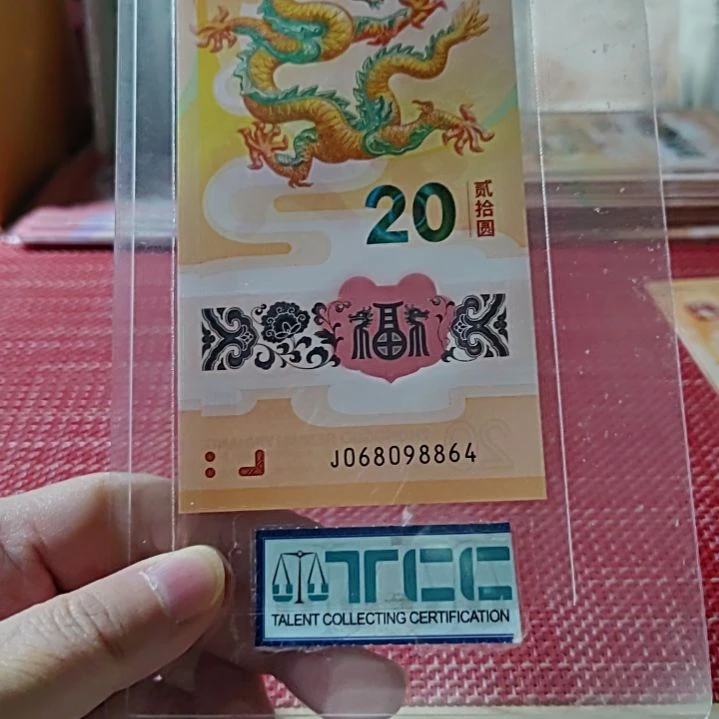 20
贰拾圆
福
J068098864
TCC
TALENT COLLECTING CERTIFICATION